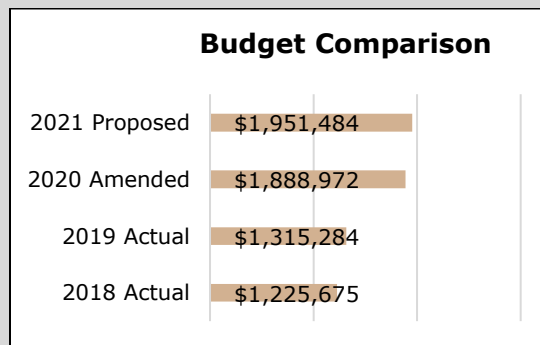 Budget Comparison
2021 Proposed $1,951,484
2020 Amended $1,888,972
2019 Actual $1,315,284
2018 Actual $1,225,675